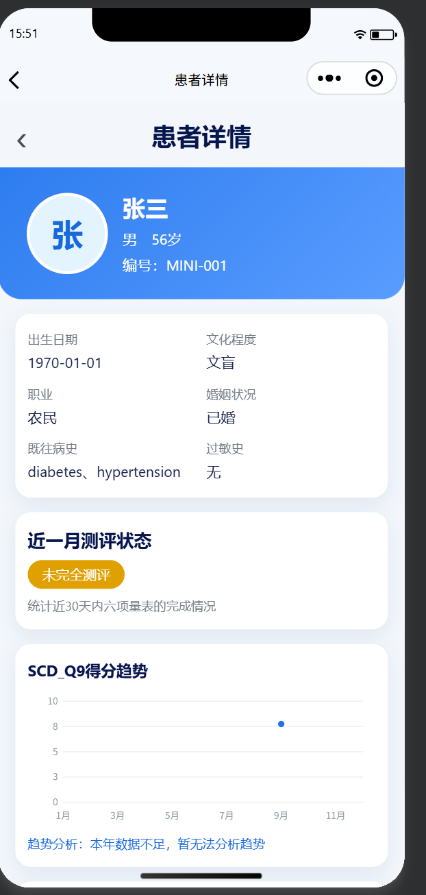 15:51
患者详情
患者详情
张
张三
男 56岁
编号：MINI-001
出生日期 文化程度
1970-01-01 文盲
职业 婚姻状况
农民 已婚
既往病史 过敏史
diabetes、hypertension 无
近一月测评状态
未完全测评
统计近30天内六项量表的完成情况
SCD_Q9得分趋势
10
8
5
3
0
1月 3月 5月 7月 9月 11月
趋势分析：本年数据不足，暂无法分析趋势